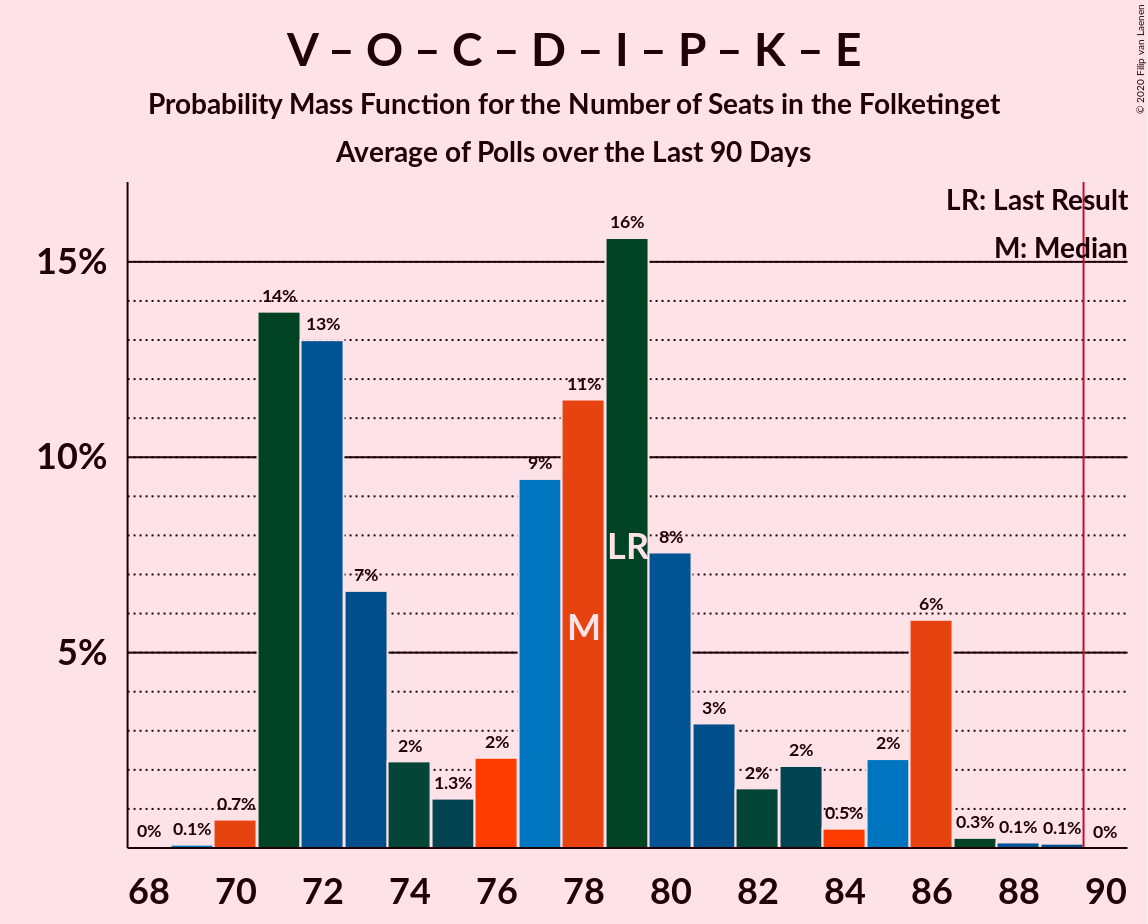 V – O – C – D – I – P – K – E
Probability Mass Function for the Number of Seats in the Folketinget
Average of Polls over the Last 90 Days
© 2020 Filip van Laenen
LR: Last Result
M: Median
15%
10%
5%
0%
0.1%
0.7%
14%
13%
7%
2%
1.3%
2%
9%
11%
16%
8%
3%
2%
2%
0.5%
2%
6%
0.3%
0.1%
0.1%
0%
LR
M
68 70 72 74 76 78 80 82 84 86 88 90